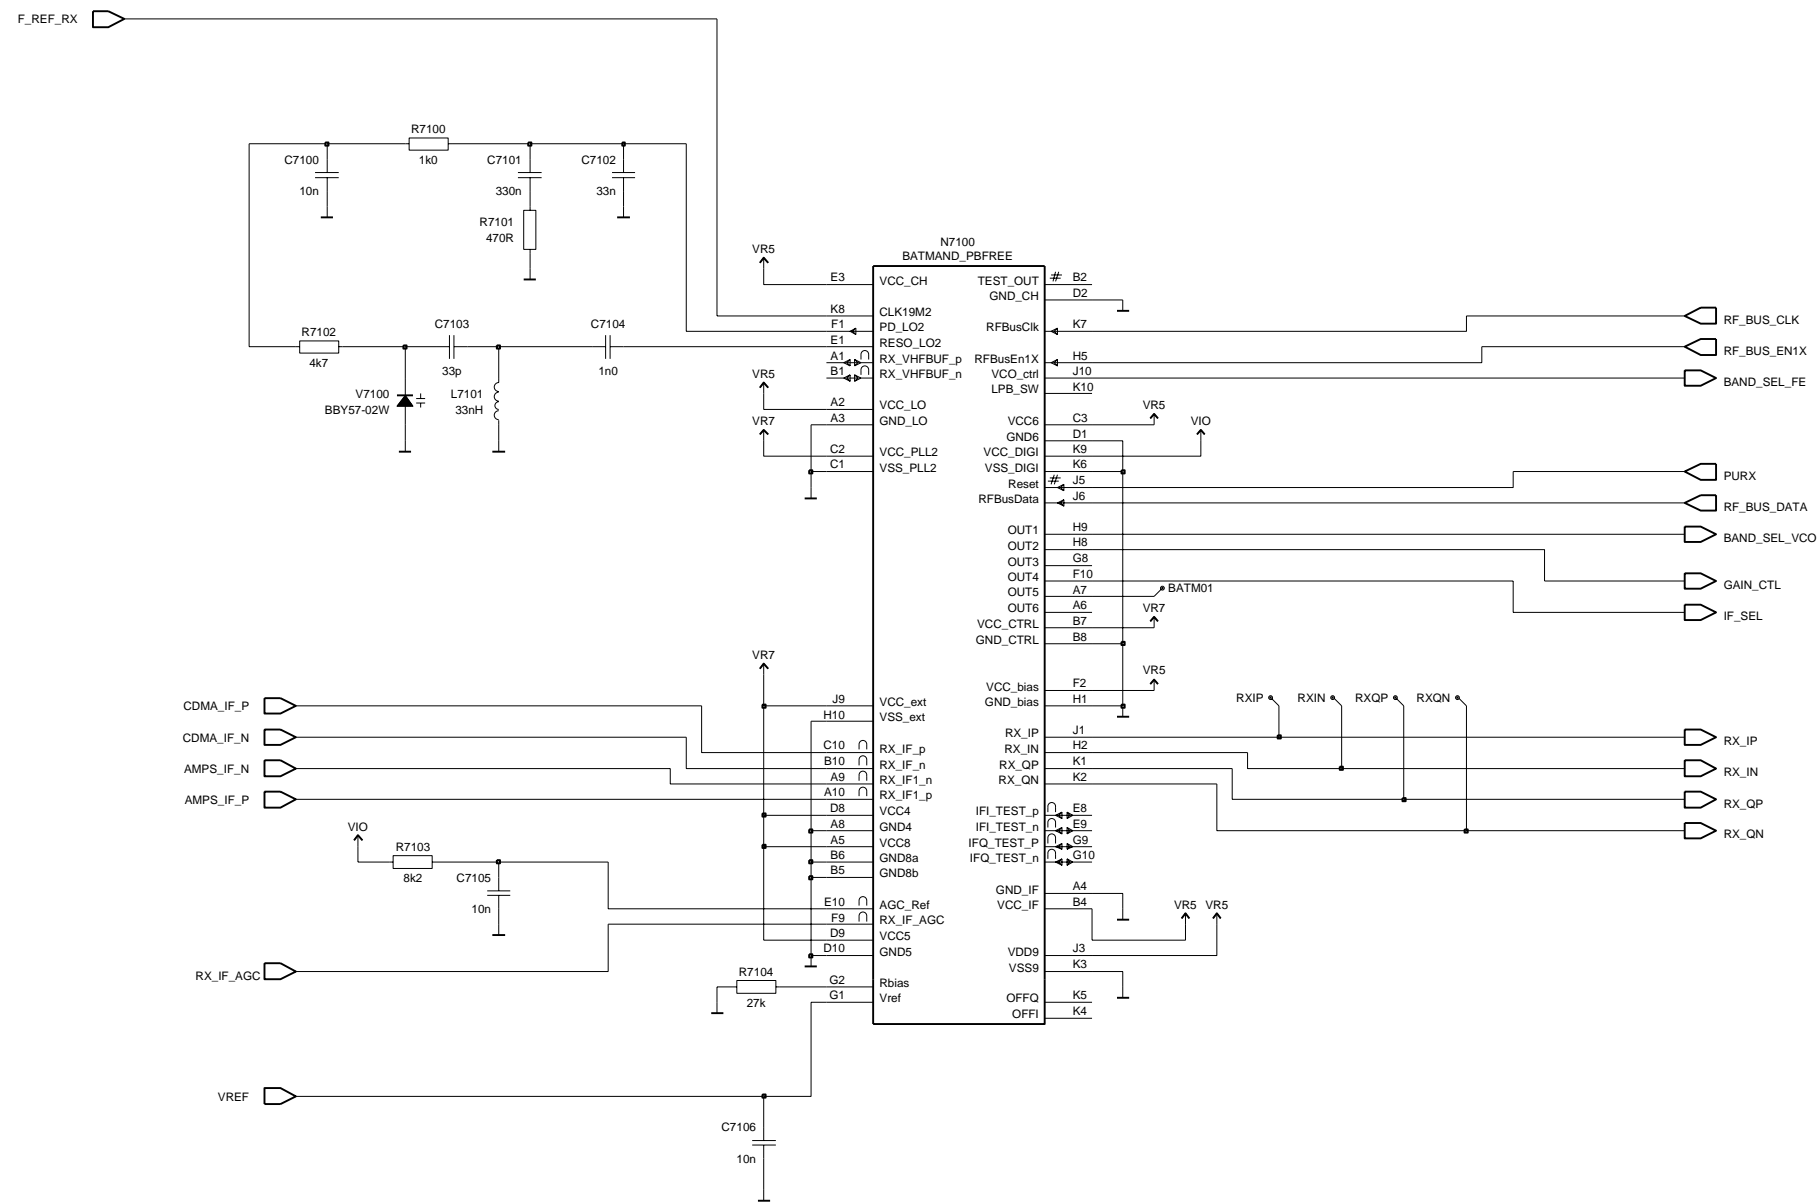 F_REF_RX
R7100
1k0
C7100
10n
C7101
330n
C7102
33n
R7101
470R
R7102
4k7
C7103
33p
C7104
1n0
V7100
BBY57-02W
L7101
33nH
N7100
BATMAND_PBFREE
VR5
E3 VCC_CH
K8 CLK19M2
F1 PD_LO2
E1 RESO_LO2
A1 RX_VHFBUF_p
B1 RX_VHFBUF_n
VR5
A2 VCC_LO
A3 GND_LO
VR7
C2 VCC_PLL2
C1 VSS_PLL2
VR7
J9 VCC_ext
H10 VSS_ext
C10 RX_IF_p
B10 RX_IF_n
A9 RX_IF1_n
A10 RX_IF1_p
D8 VCC4
A8 GND4
A5 VCC8
B6 GND8a
B5 GND8b
E10 AGC_Ref
F9 RX_IF_AGC
D9 VCC5
D10 GND5
G2 Rbias
G1 Vref
CDMA_IF_P
CDMA_IF_N
AMPS_IF_N
AMPS_IF_P
VIO
R7103
8k2
C7105
10n
RX_IF_AGC
R7104
27k
VREF
C7106
10n
TEST_OUT # B2
GND_CH D2
RFBusClk K7
RFBusEn1X H5
VCO_ctrl J10
LPB_SW K10
VCC6 C3
VR5
GND6 D1
VCC_DIGI K9
VIO
VSS_DIGI K6
Reset # J5
RFBusData J6
OUT1 H9
OUT2 H8
OUT3 G8
OUT4 F10
OUT5 A7
BATM01
OUT6 A6
VCC_CTRL B7
VR7
GND_CTRL B8
VCC_bias F2
VR5
GND_bias H1
RX_IP J1
RX_IN H2
RX_QP K1
RX_QN K2
IFI_TEST_p E8
IFI_TEST_n E9
IFQ_TEST_P G9
IFQ_TEST_n G10
GND_IF A4
VCC_IF B4
VR5 VR5
VDD9 J3
VSS9 K3
OFFQ K5
OFFI K4
RF_BUS_CLK
RF_BUS_EN1X
BAND_SEL_FE
PURX
RF_BUS_DATA
BAND_SEL_VCO
GAIN_CTL
IF_SEL
RXIP RXIN RXQP RXQN
RX_IP
RX_IN
RX_QP
RX_QN